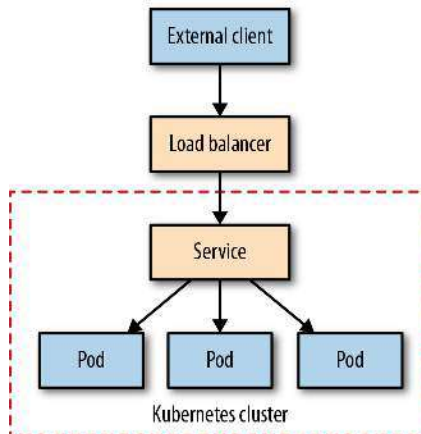 External client
Load balancer
Service
Pod
Pod
Pod
Kubernetes cluster